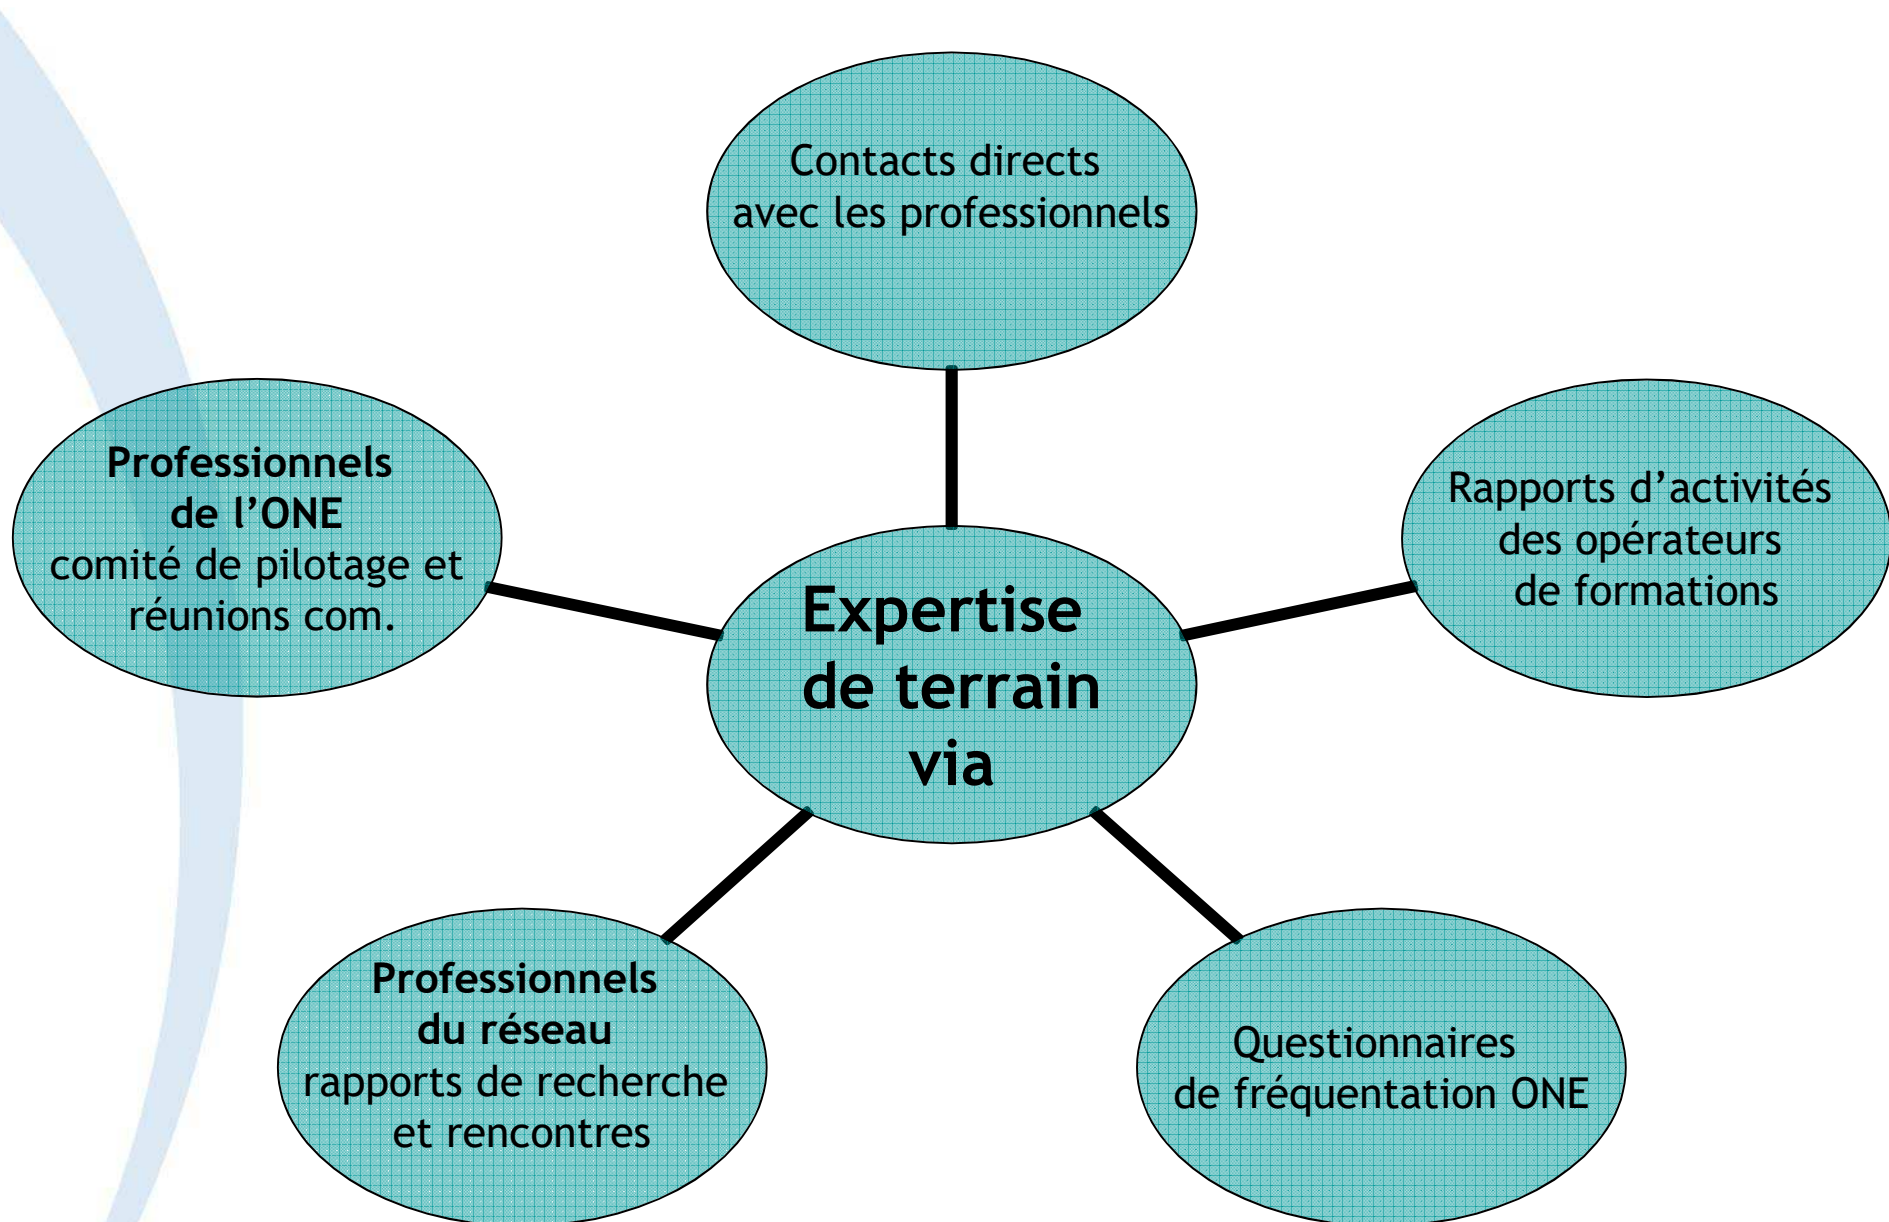 Contacts directs
avec les professionnels
Professionnels
de l’ONE
comité de pilotage et
réunions com.
Rapports d’activités
des opérateurs
de formations
Expertise
de terrain
via
Professionnels
du réseau
rapports de recherche
et rencontres
Questionnaires
de fréquentation ONE